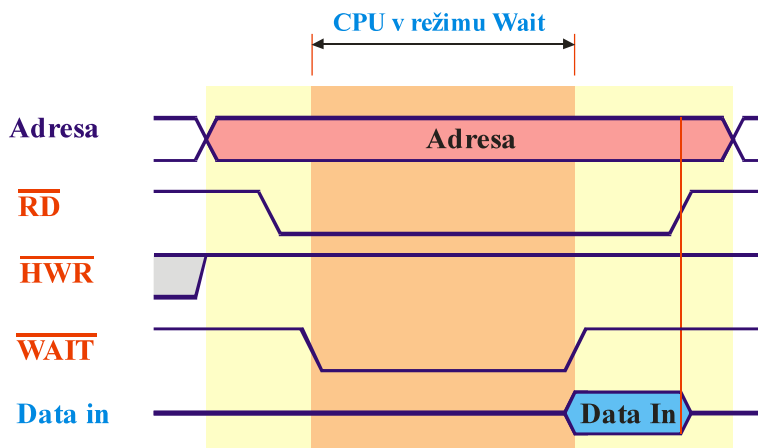 CPU v režimu Wait
Adresa
Adresa
RD
HWR
WAIT
Data in
Data In